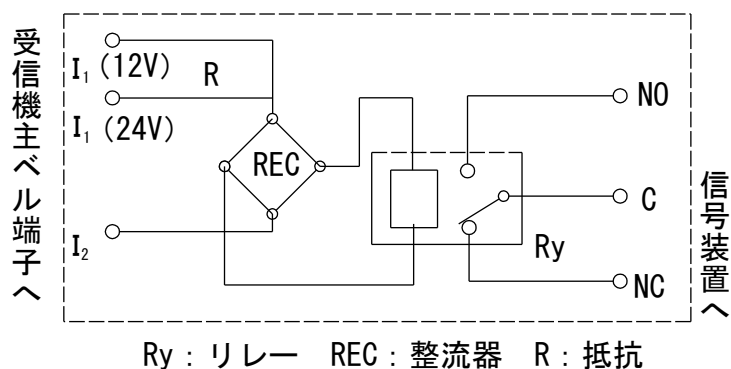 受信機主ベル端子へ
I₁(12V)
R
I₁(24V)
REC
I₂
Ry
NO
C
NC
信号装置へ
Ry：リレー　REC：整流器　R：抵抗